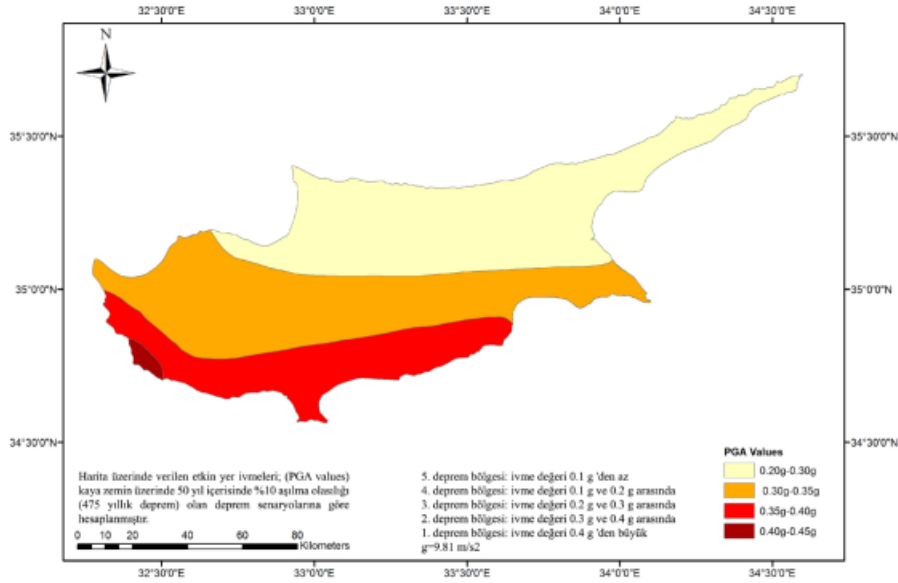 32°30'0"E 33°0'0"E 33°30'0"E 34°0'0"E 34°30'0"E
N
35°30'0"N 35°30'0"N
35°0'0"N 35°0'0"N
34°30'0"N 34°30'0"N
Harita üzerinde verilen etkin yer ivmeleri; (PGA values)
kaya zemin üzerinde 50 yıl içerisinde %10 aşılma olasılığı
(475 yıllık deprem) olan deprem senaryolarına göre
hesaplanmıştır.
0 5 10 20 40 60 80
Kilometers
5. deprem bölgesi: ivme değeri 0.1 g 'den az
4. deprem bölgesi: ivme değeri 0.1 g ve 0.2 g arasında
3. deprem bölgesi: ivme değeri 0.2 g ve 0.3 g arasında
2. deprem bölgesi: ivme değeri 0.3 g ve 0.4 g arasında
1. deprem bölgesi: ivme değeri 0.4 g 'den büyük
g=9.81 m/s2
PGA Values
0.20g-0.30g
0.30g-0.35g
0.35g-0.40g
0.40g-0.45g
32°30'0"E 33°0'0"E 33°30'0"E 34°0'0"E 34°30'0"E